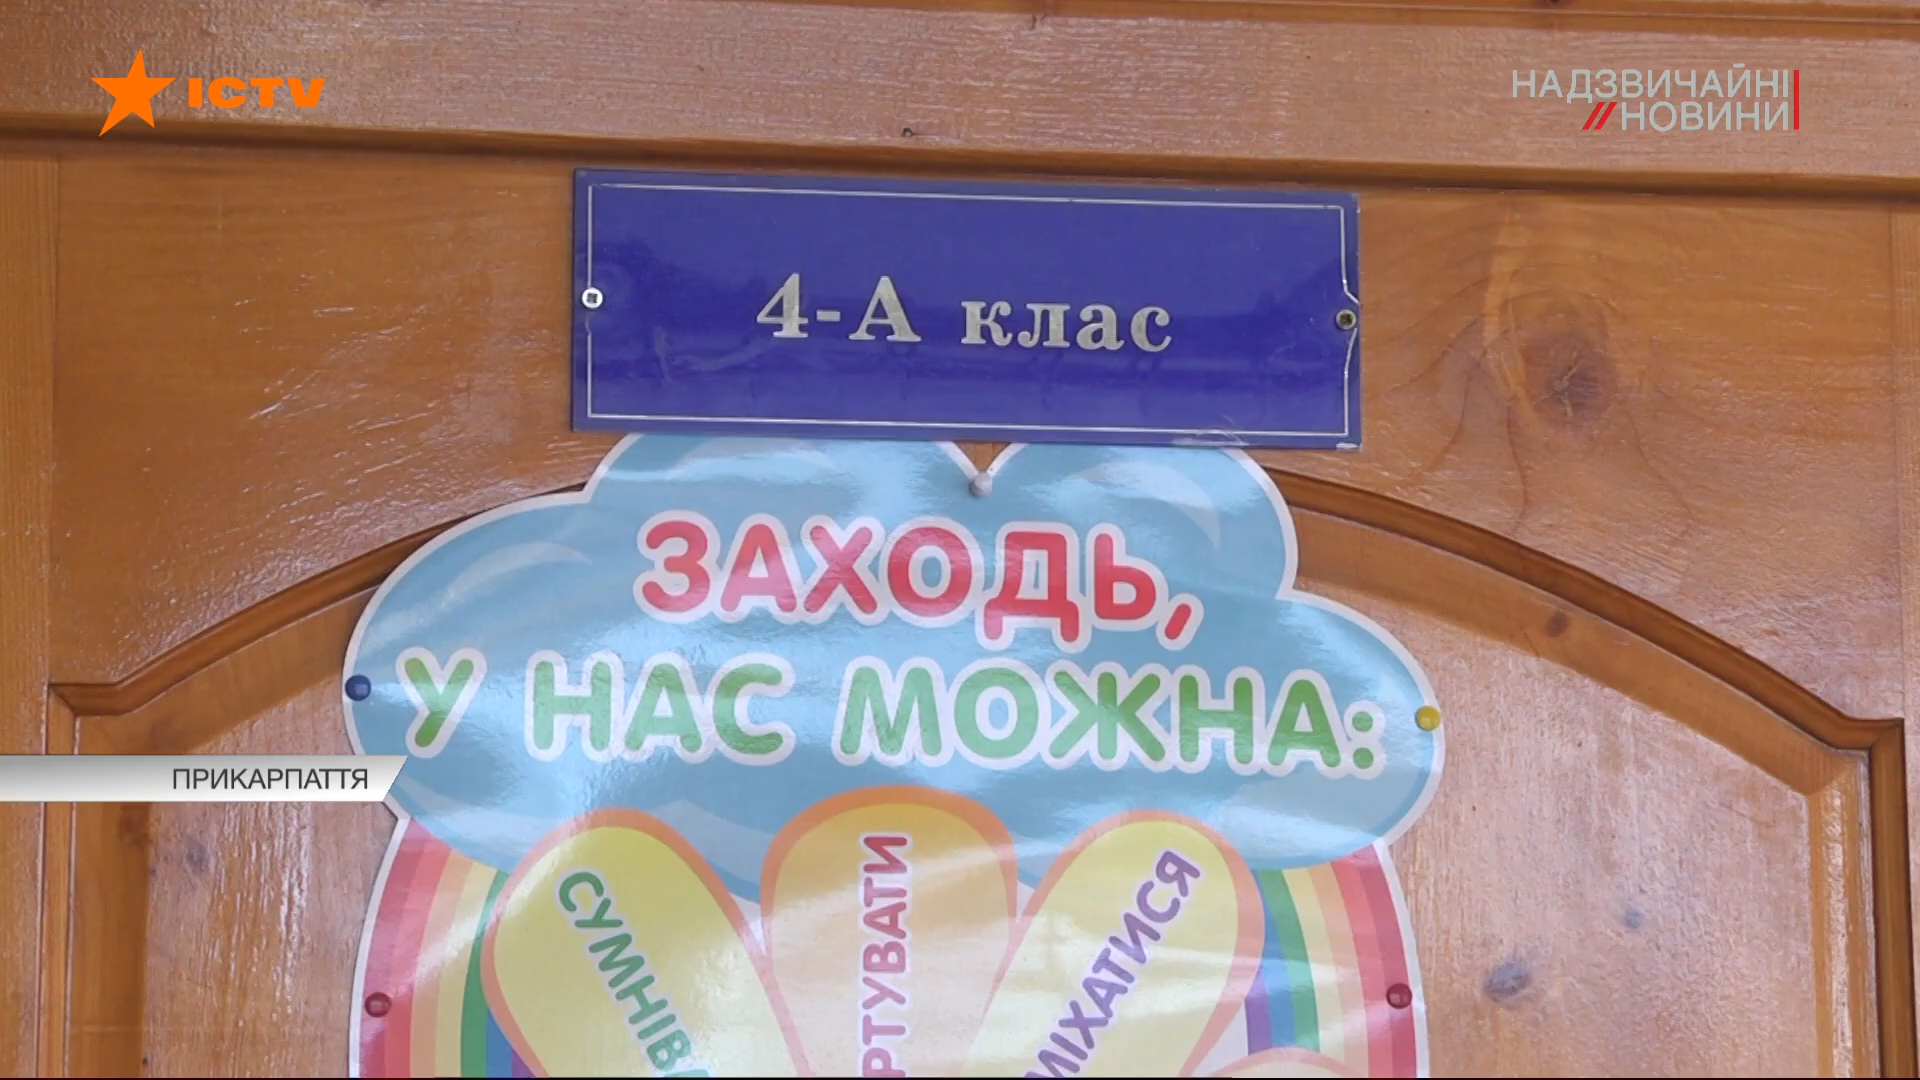 ICTV
НАДЗВИЧАЙНІ
//НОВИНИ
4-А клас
ЗАХОДЬ,
У НАС МОЖНА:
ПРИКАРПАТТЯ